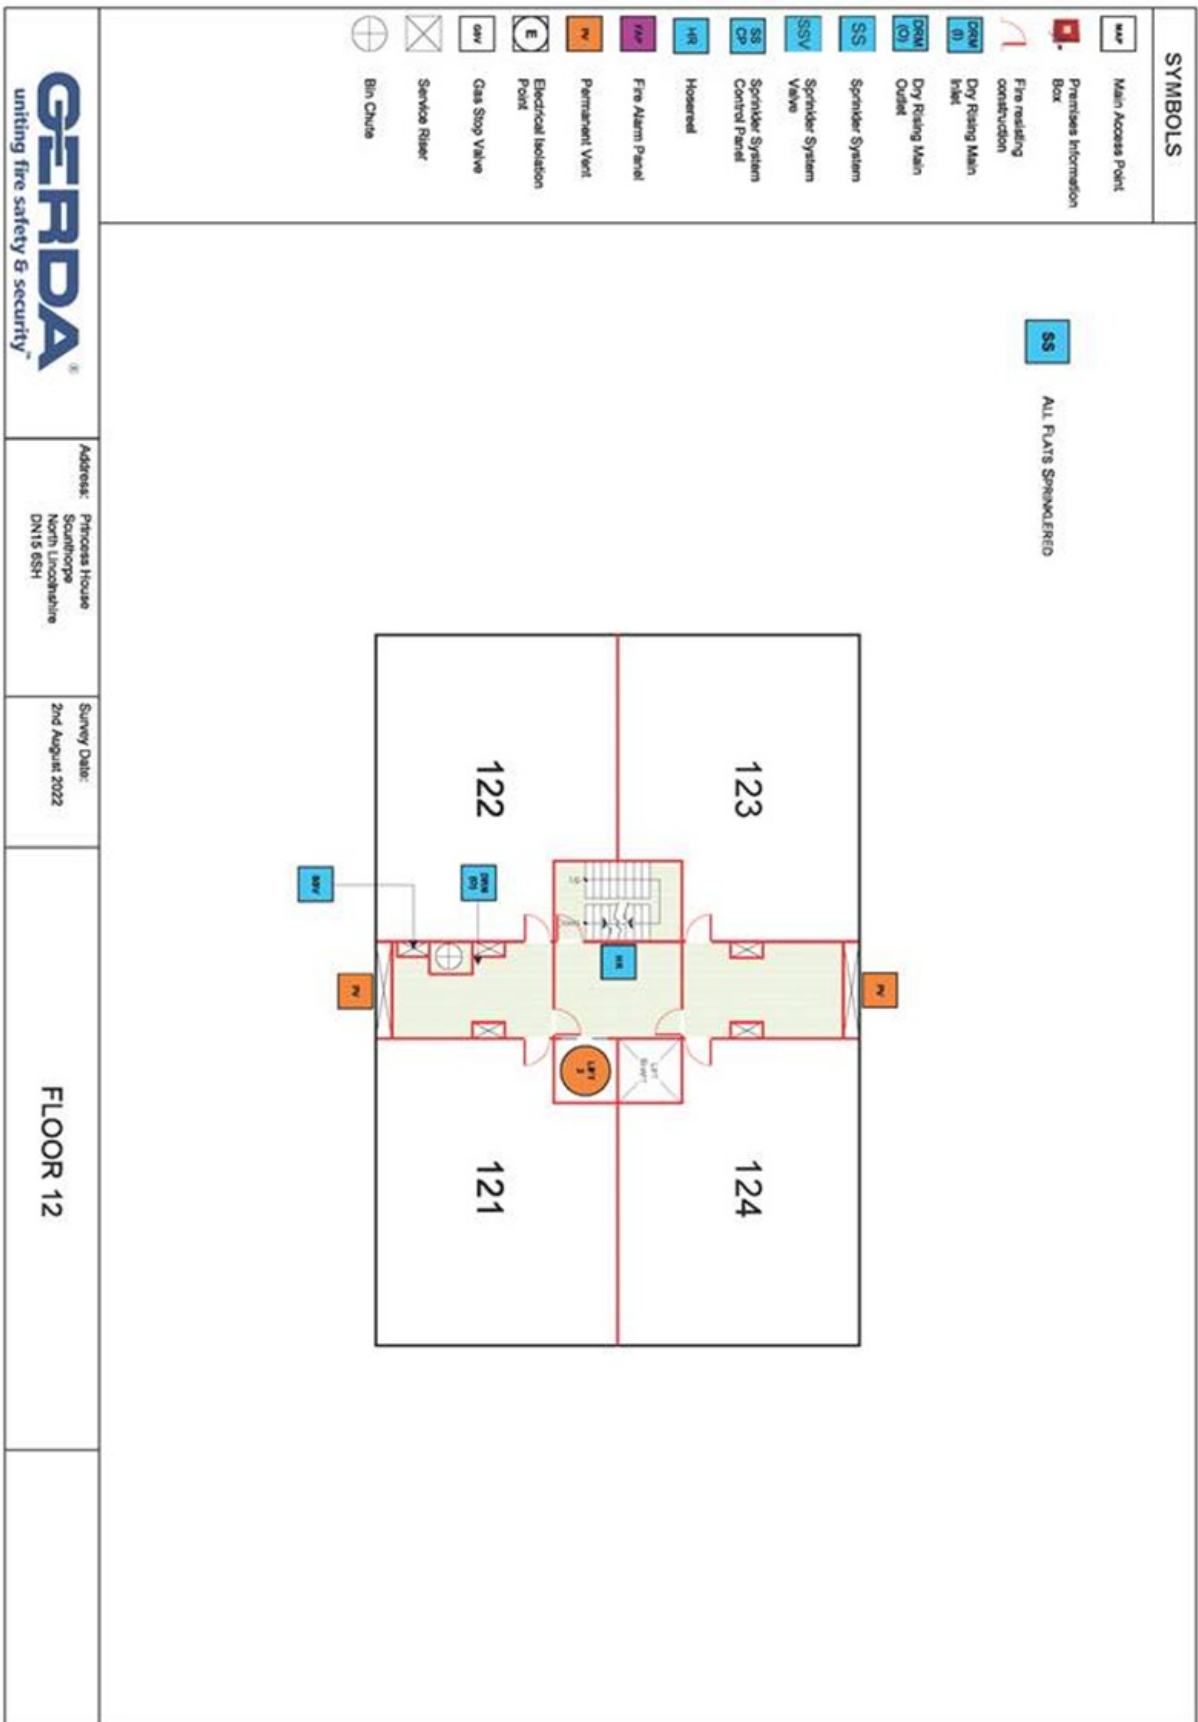 SYMBOLS
MAP
Main Access Point
Premises Information
Box
Fire resisting
construction
DRM
(I)
Dry Rising Main
Inlet
DRM
(O)
Dry Rising Main
Outlet
SS
Sprinkler System
SSV
Sprinkler System
Valve
SS
CP
Sprinkler System
Control Panel
HR
Hosereel
FAP
Fire Alarm Panel
PV
Permanent Vent
E
Electrical Isolation
Point
GSV
Gas Stop Valve
Service Riser
Bin Chute
SS
ALL FLATS SPRINKLERED
123
124
122
121
PV
HR
LIFT
SHAFT
LIFT
2
DRM
(O)
SSV
PV
GERDA®
uniting fire safety & security™
Address: Princess House
Scunthorpe
North Lincolnshire
DN15 6SH
Survey Date:
2nd August 2022
FLOOR 12